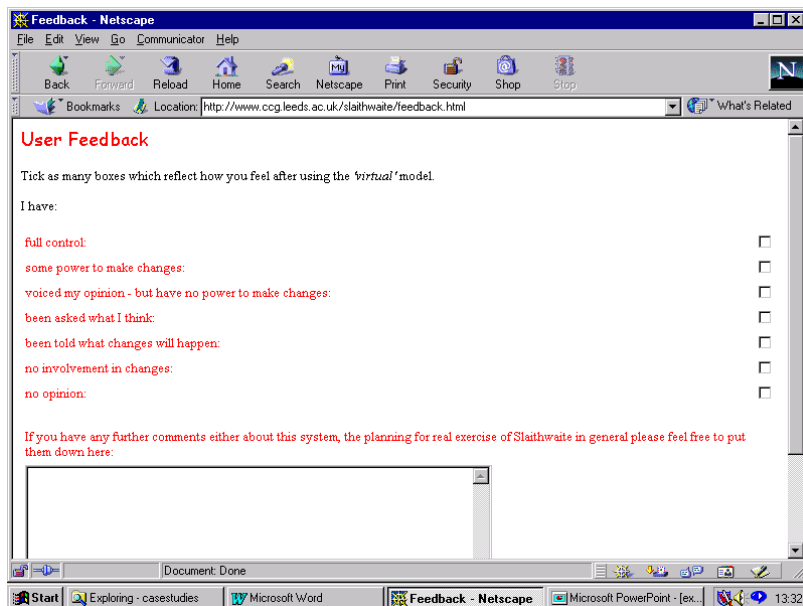 Feedback - Netscape
File Edit View Go Communicator Help
Back Forward Reload Home Search Netscape Print Security Shop Stop
Bookmarks Location: http://www.ccg.leeds.ac.uk/slaithwaite/feedback.html What's Related
User Feedback
Tick as many boxes which reflect how you feel after using the 'virtual' model.
I have:
full control:
some power to make changes:
voiced my opinion - but have no power to make changes:
been asked what I think:
been told what changes will happen:
no involvement in changes:
no opinion:
If you have any further comments either about this system, the planning for real exercise of Slaithwaite in general please feel free to put
them down here:
Document: Done
Start Exploring - casestudies Microsoft Word Feedback - Netscape Microsoft PowerPoint - [ex... 13:32